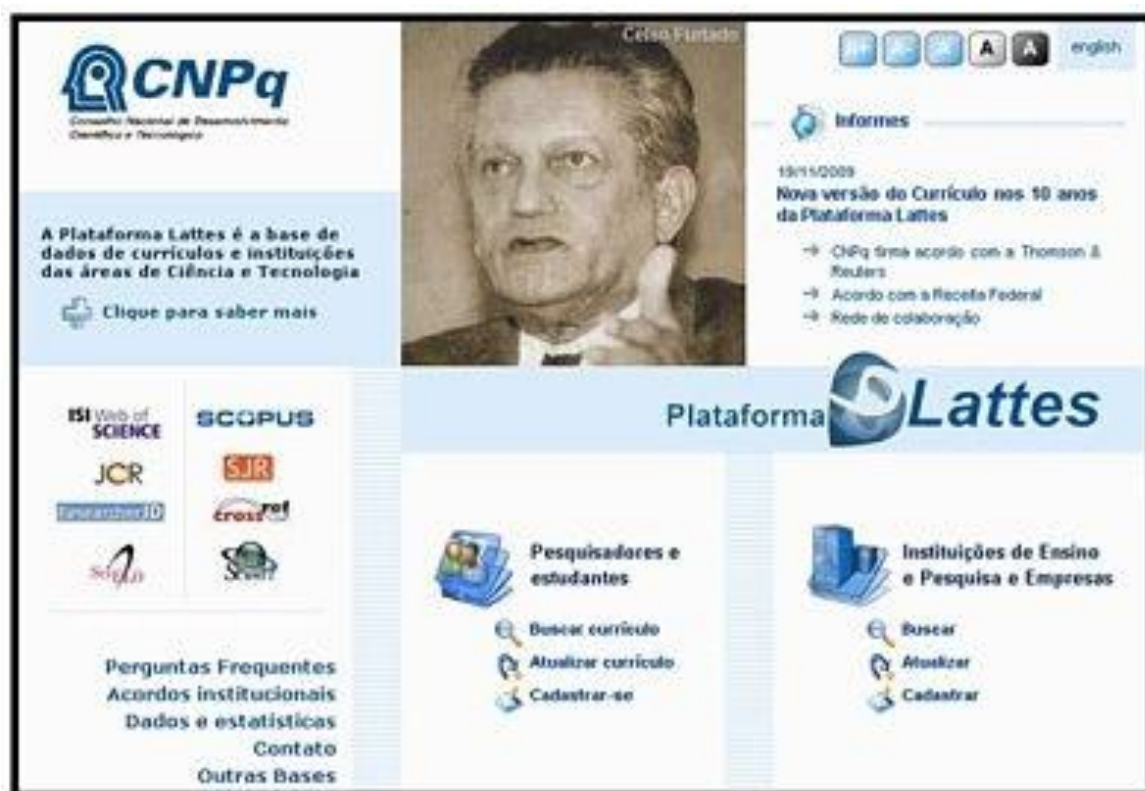 CNPq
Conselho Nacional de Desenvolvimento
Científico e Tecnológico
Celso Furtado
A+
A
A
english
Informes
19/11/2009
Nova versão do Currículo nos 10 anos
da Plataforma Lattes
CNPq firma acordo com a Thomson &
Reuters
Acordo com a Receita Federal
Rede de colaboração
A Plataforma Lattes é a base de
dados de currículos e instituições
das áreas de Ciência e Tecnologia
Clique para saber mais
Plataforma Lattes
ISI Web of
SCIENCE
SCOPUS
JCR
SJR
ResearcherID
cross ref
SciELO
Pesquisadores e
estudantes
Buscar currículo
Atualizar currículo
Cadastrar-se
Instituições de Ensino
e Pesquisa e Empresas
Buscar
Atualizar
Cadastrar
Perguntas Frequentes
Acordos institucionais
Dados e estatísticas
Contato
Outras Bases